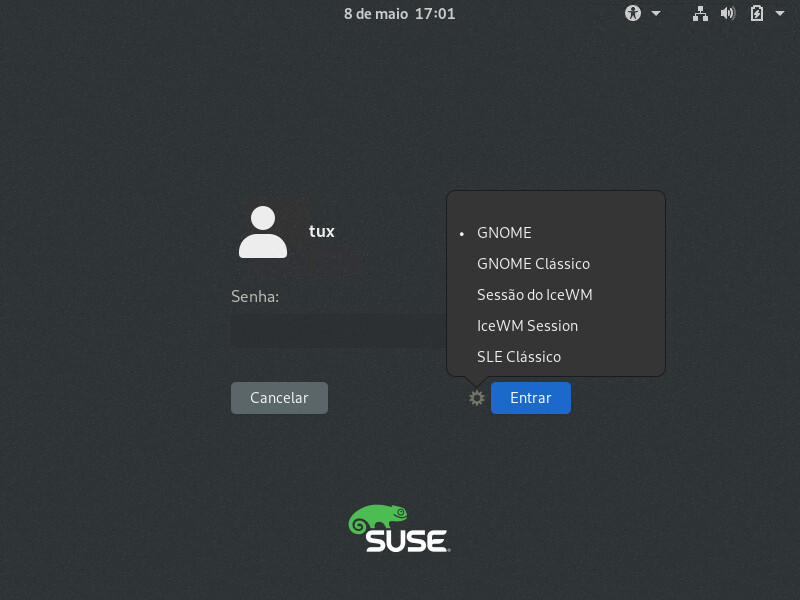 8 de maio 17:01
tux
Senha:
GNOME
GNOME Clássico
Sessão do IceWM
IceWM Session
SLE Clássico
Cancelar
Entrar
SUSE